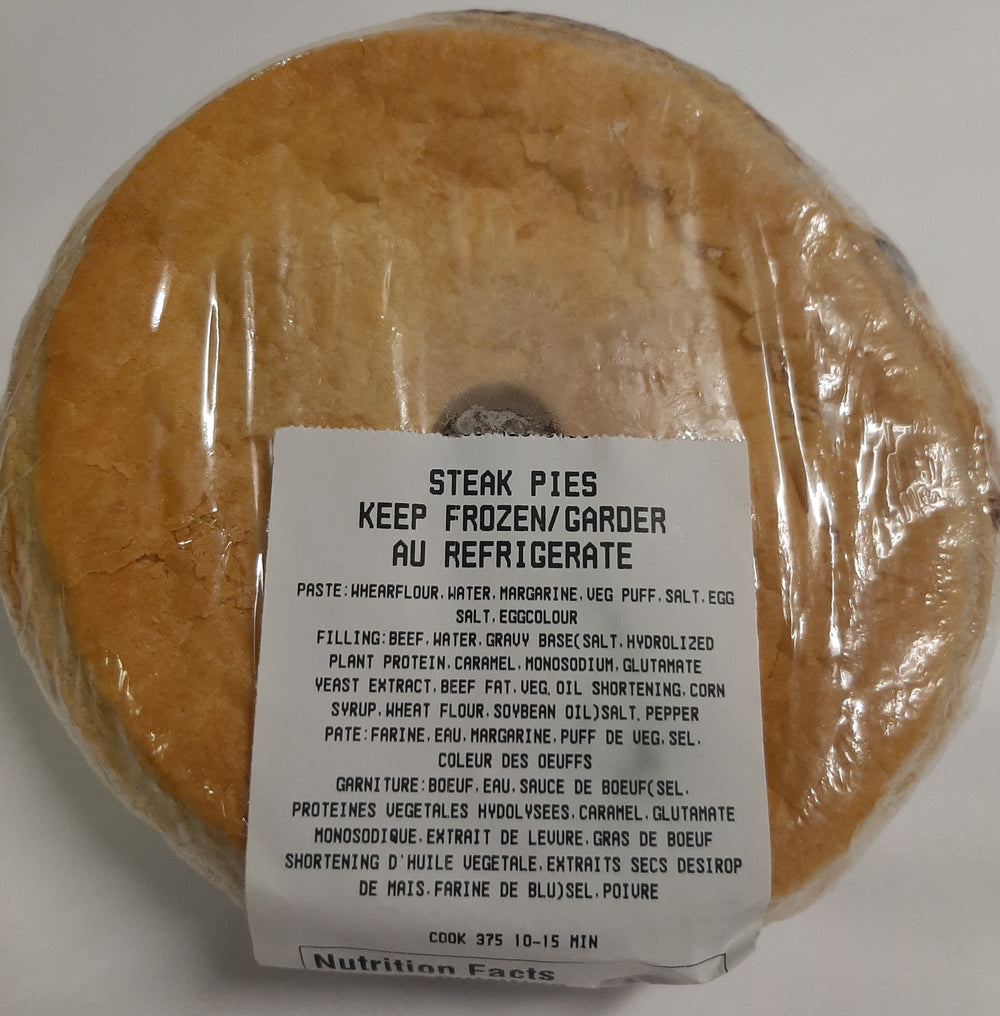 STEAK PIES
KEEP FROZEN/GARDER
AU REFRIGERATE
PASTE:WHEARFLOUR,WATER,MARGARINE,VEG PUFF,SALT,EGG
SALT,EGGCOLOUR
FILLING:BEEF,WATER,GRAVY BASE(SALT,HYDROLIZED
PLANT PROTEIN,CARAMEL,MONOSODIUM,GLUTAMATE
YEAST EXTRACT,BEEF FAT,VEG,OIL SHORTENING,CORN
SYRUP,WHEAT FLOUR,SOYBEAN OIL)SALT, PEPPER
PATE:FARINE,EAU,MARGARINE,PUFF DE VEG,SEL,
COLEUR DES OEUFFS
GARNITURE:BOEUF,EAU,SAUCE DE BOEUF(SEL,
PROTEINES VEGETALES HYDOLYSEES,CARAMEL,GLUTAMATE
MONOSODIQUE,EXTRAIT DE LEVURE,GRAS DE BOEUF
SHORTENING D'HUILE VEGETALE,EXTRAITS SECS DESIROP
DE MAIS,FARINE DE BLU)SEL,POIVRE
COOK 375 10-15 MIN
Nutrition Facts